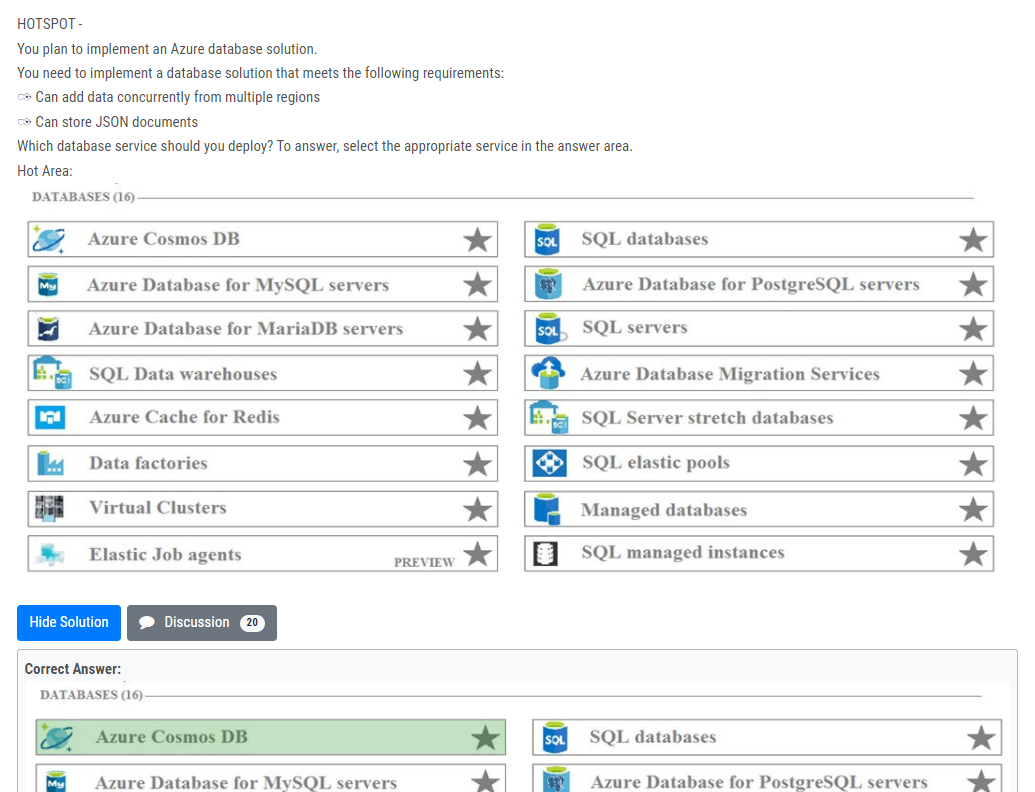 HOTSPOT -
You plan to implement an Azure database solution.
You need to implement a database solution that meets the following requirements:
Can add data concurrently from multiple regions
Can store JSON documents
Which database service should you deploy? To answer, select the appropriate service in the answer area.
Hot Area:
DATABASES (16)
Azure Cosmos DB
SQL SQL databases
My Azure Database for MySQL servers
Azure Database for PostgreSQL servers
Azure Database for MariaDB servers
SQL SQL servers
SQL Data warehouses
Azure Database Migration Services
Azure Cache for Redis
SQL Server stretch databases
Data factories
SQL elastic pools
Virtual Clusters
Managed databases
Elastic Job agents PREVIEW
SQL managed instances
Hide Solution
Discussion 20
Correct Answer:
DATABASES (16)
Azure Cosmos DB
SQL SQL databases
My Azure Database for MySQL servers
Azure Database for PostgreSQL servers